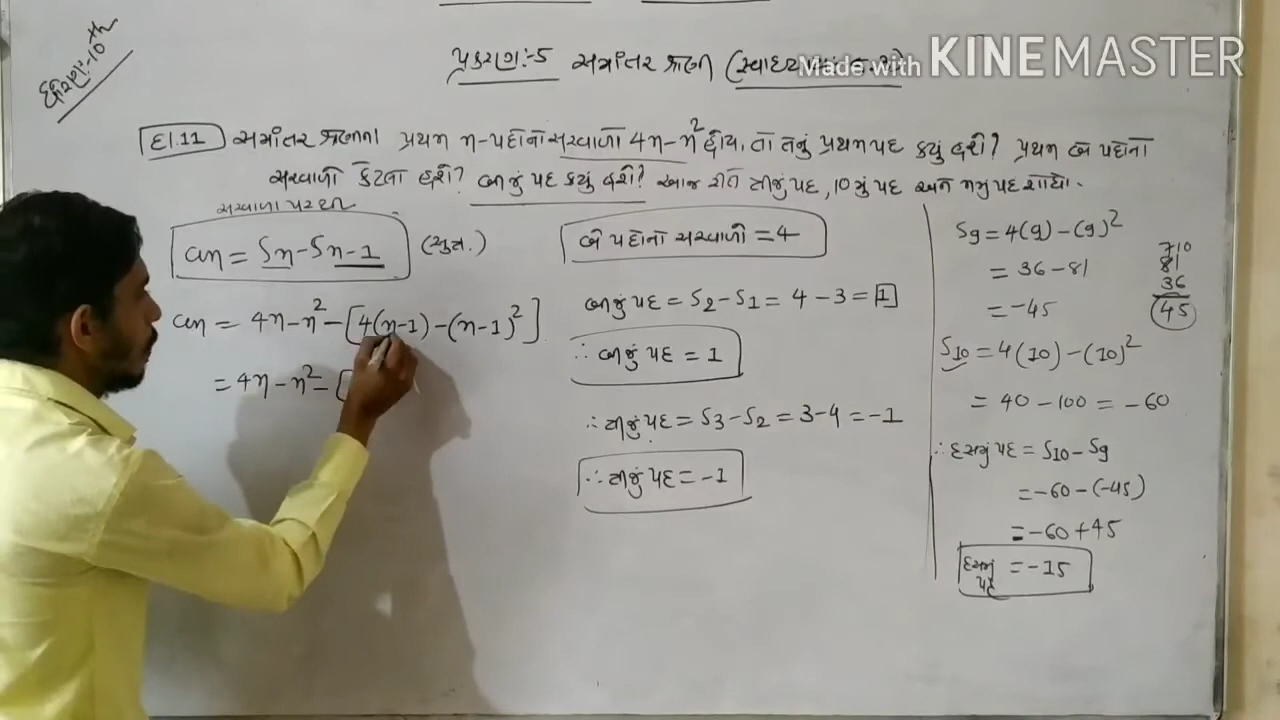 ધોરણ:-10th
પ્રકરણ:-5 સમાંતર શ્રેણી
Made with KINEMASTER
દા.11 સમાંતર શ્રેણીના પ્રથમ n-પદોનો સરવાળો 4n-n² હોય, તો તેનું પ્રથમ પદ કયું હશે? પ્રથમ બે પદોનો
સરવાળો કેટલો હશે? બીજું પદ કયું હશે? આજ રીતે ત્રીજું પદ, 10મું પદ અને nમું પદ શોધો.
સરવાળા પરથી
an = Sn-Sn-1 (સુત્ર.)
an = 4n-n²-[4(n-1)-(n-1)²]
= 4n-n²-[
બે પદોનો સરવાળો = 4
બીજું પદ = S2-S1 = 4-3 = 1
∴ બીજું પદ = 1
∴ ત્રીજું પદ = S3-S2 = 3-4 = -1
∴ ત્રીજું પદ = -1
S9 = 4(9)-(9)²
= 36-81
= -45
7 10
81
36
45
S10 = 4(10)-(10)²
= 40-100 = -60
∴ દસમું પદ = S10-S9
= -60-(-45)
= -60+45
દસમું પદ = -15